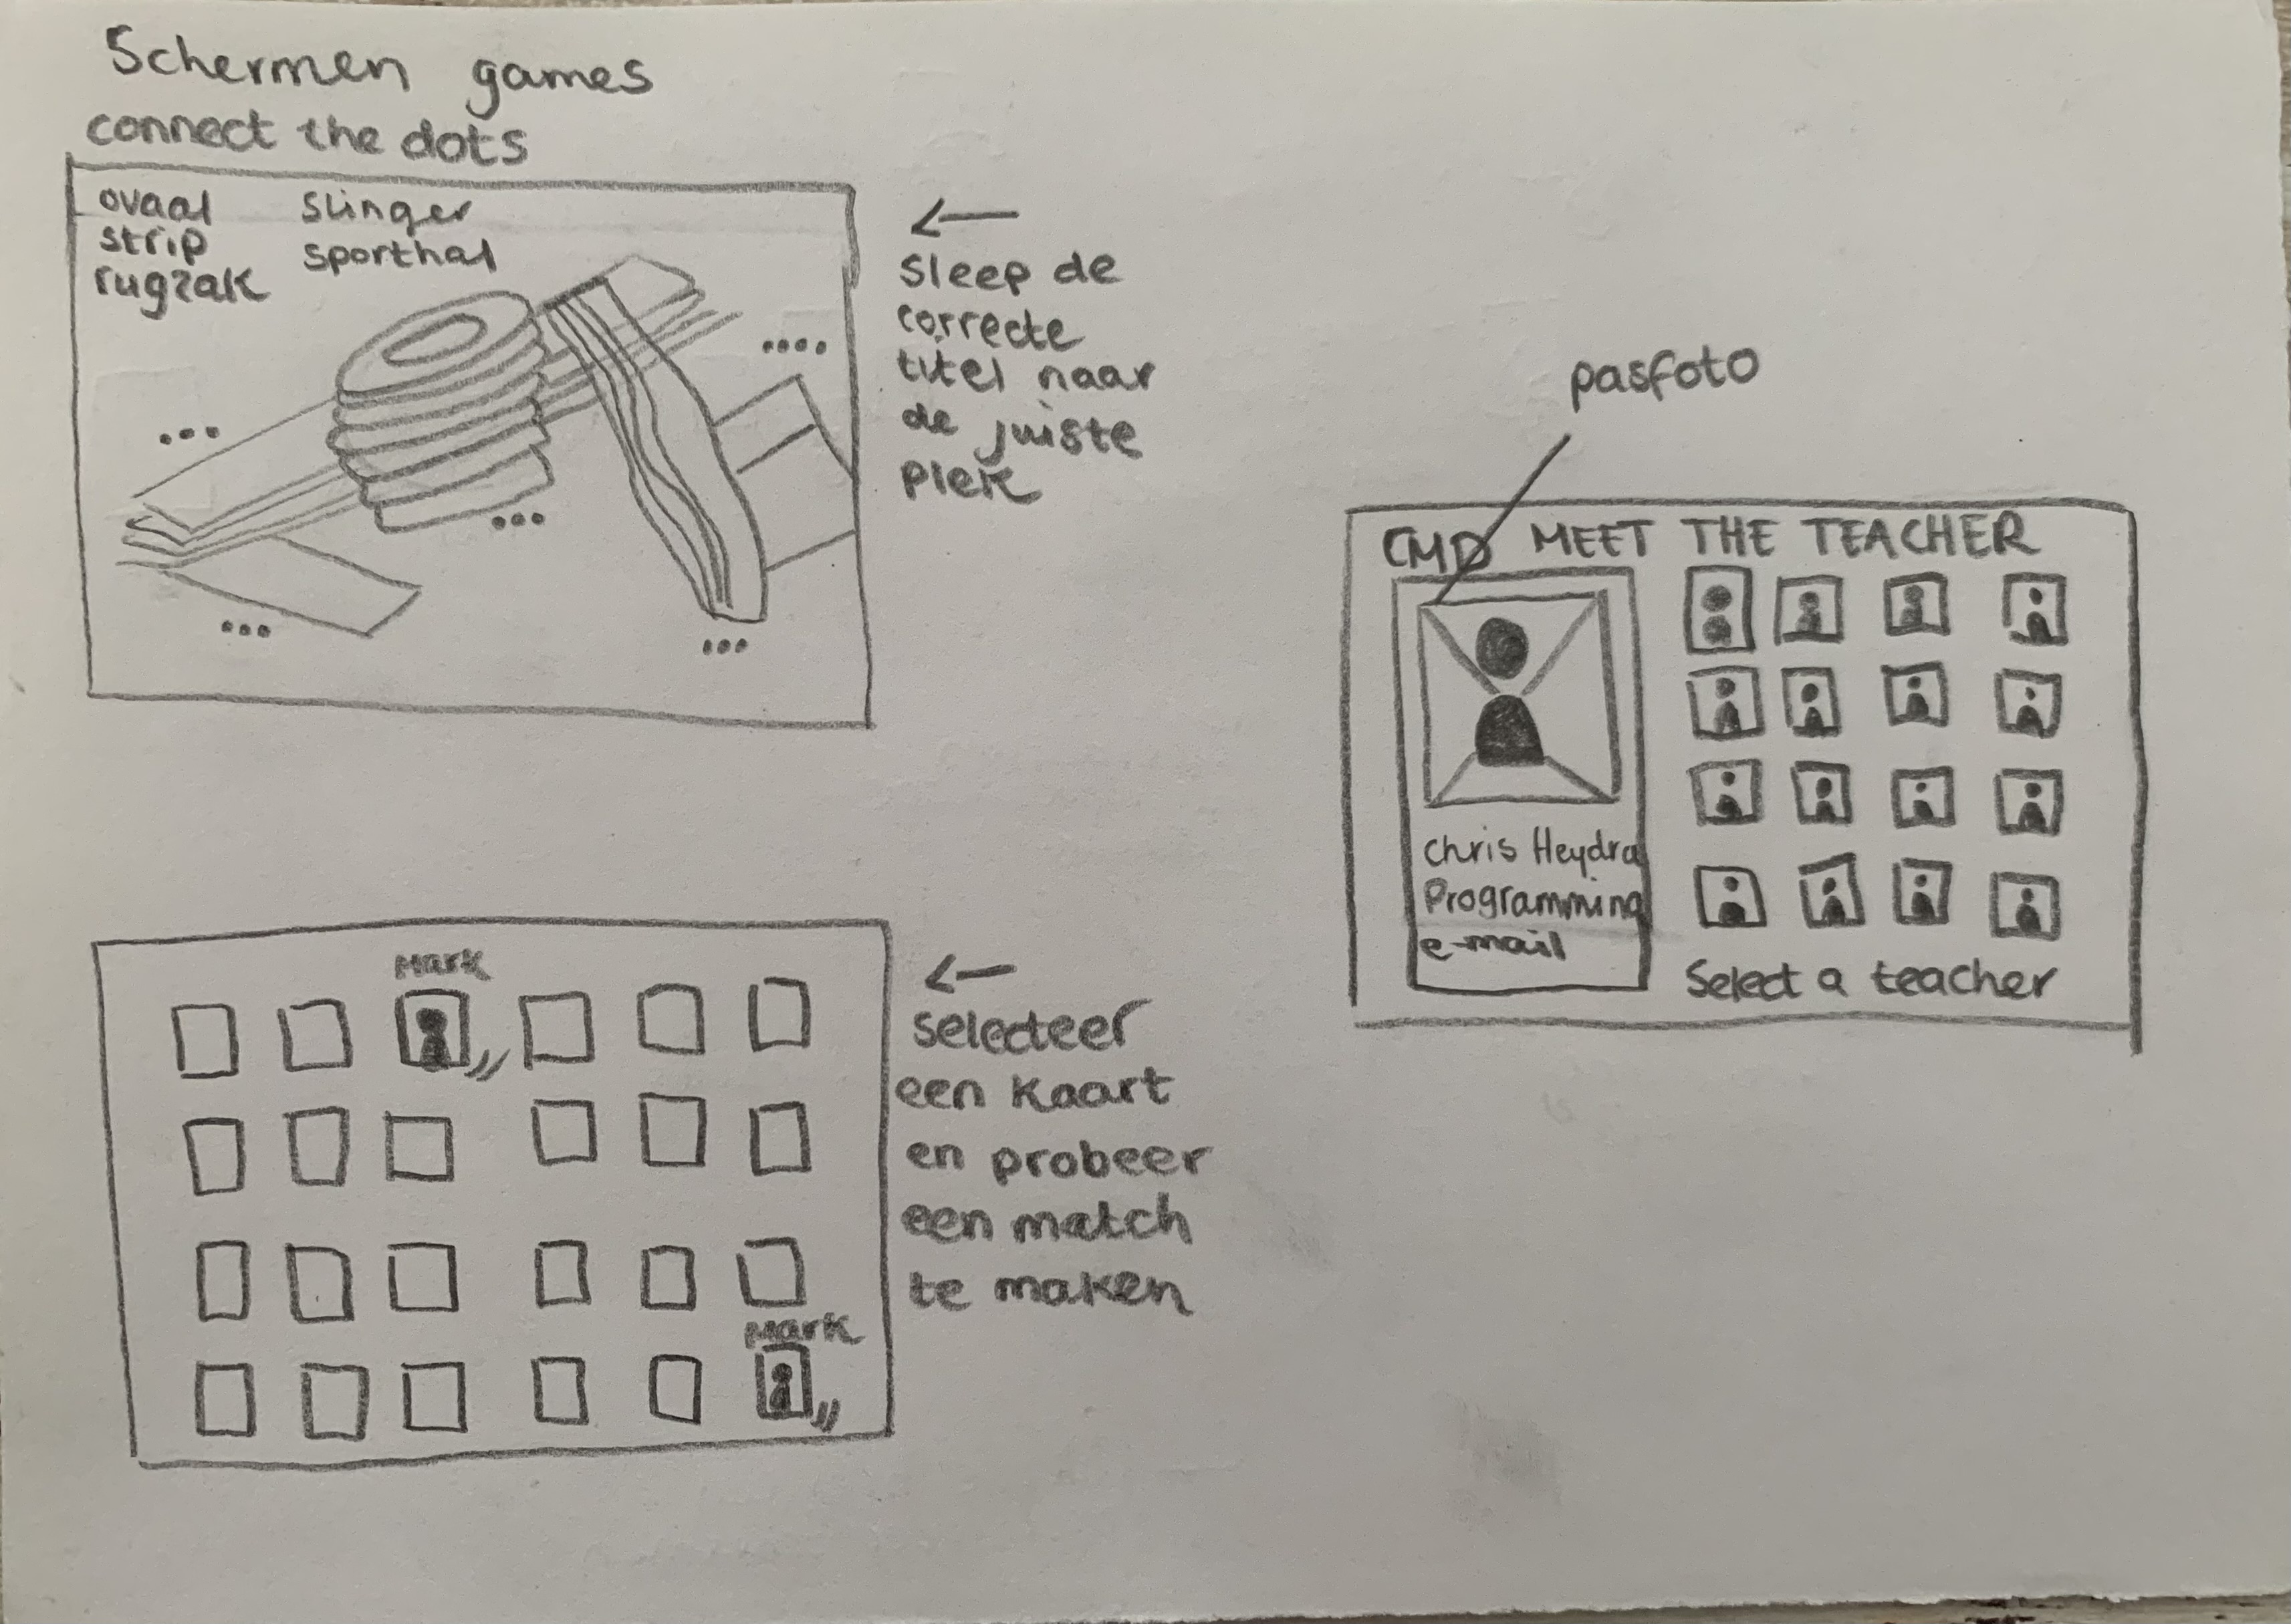 Schermen games
connect the dots
ovaal slinger
strip sporthal
rugzak
....
...
...
...
...
←
sleep de
correcte
titel naar
de juiste
plek
pasfoto
CMD MEET THE TEACHER
Chris Heydra
Programming
e-mail
Select a teacher
Mark
Mark
←
selecteer
een kaart
en probeer
een match
te maken